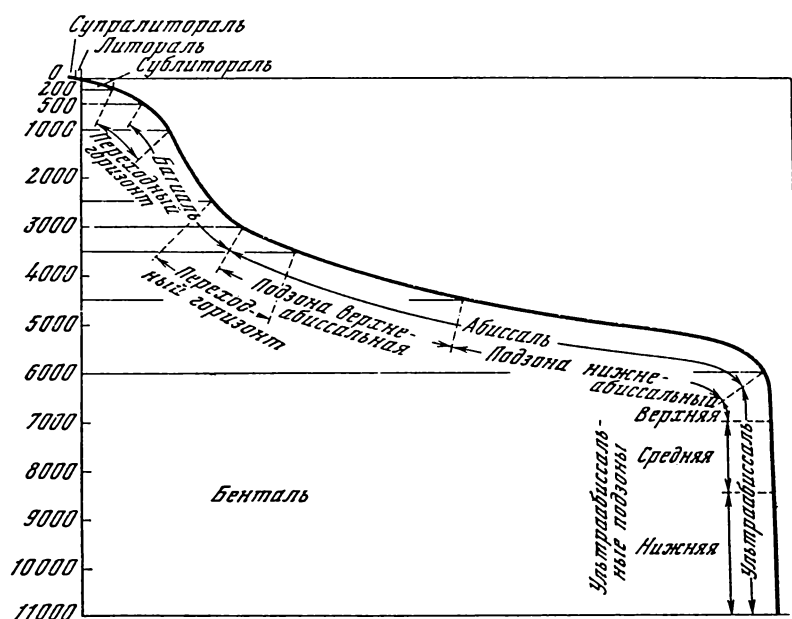 Супралитораль
Литораль
Сублитораль
0
200
500
1000
2000
3000
4000
5000
6000
7000
8000
9000
10000
11000
Переходный
горизонт
Батиаль
Переход-
ный горизонт
Подзона верхне-
абиссальная
Абиссаль
Подзона нижне-
абиссальный
Ультраабиссаль-
ные подзоны
Верхняя
Средняя
Нижняя
Ультраабиссаль
Бенталь